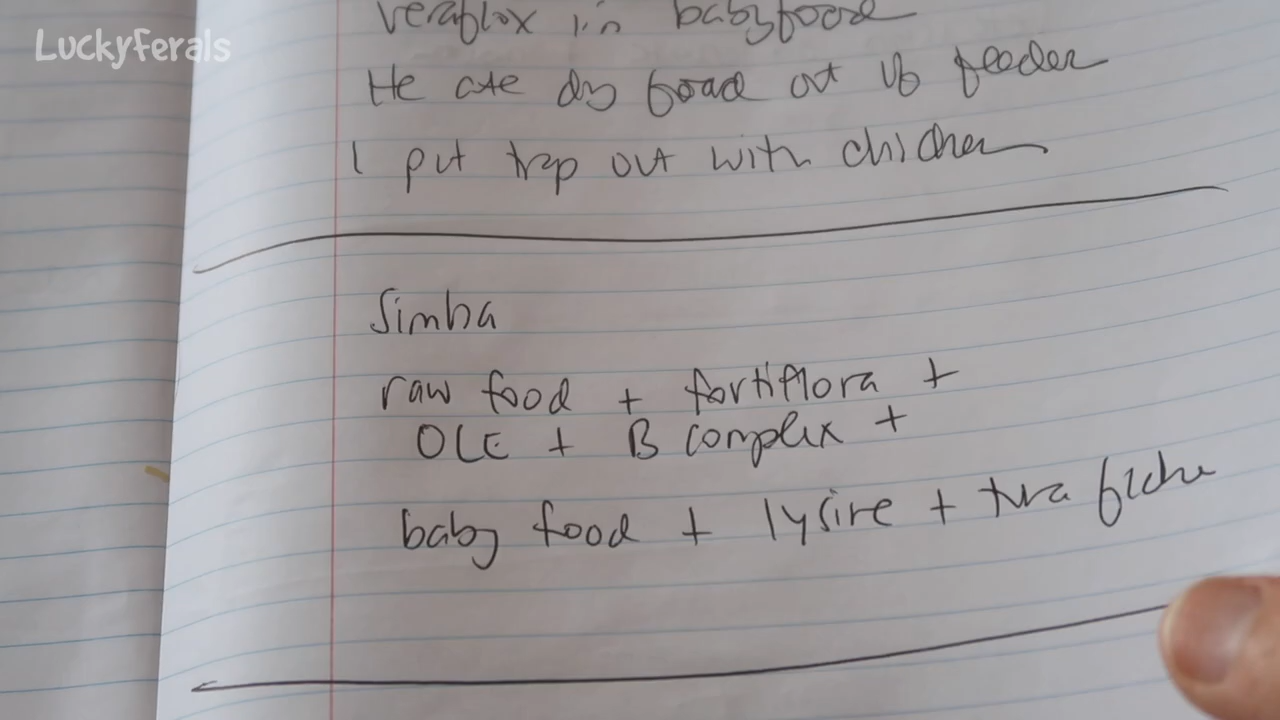 LuckyFerals
veraflox in babyfood
He ate dry food out of feeder
I put trap out with chicken
Simba
raw food + fortiflora +
OLE + B complex +
baby food + lysine + tuna flake